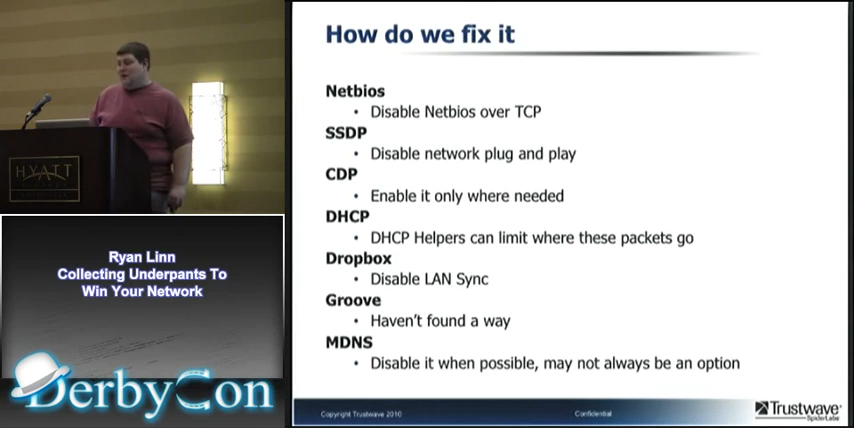 How do we fix it
Netbios
• Disable Netbios over TCP
SSDP
• Disable network plug and play
CDP
• Enable it only where needed
DHCP
• DHCP Helpers can limit where these packets go
Dropbox
• Disable LAN Sync
Groove
• Haven't found a way
MDNS
• Disable it when possible, may not always be an option
Copyright Trustwave 2010
Confidential
Trustwave®
SpiderLabs
HYATT
Ryan Linn
Collecting Underpants To
Win Your Network
DerbyCon